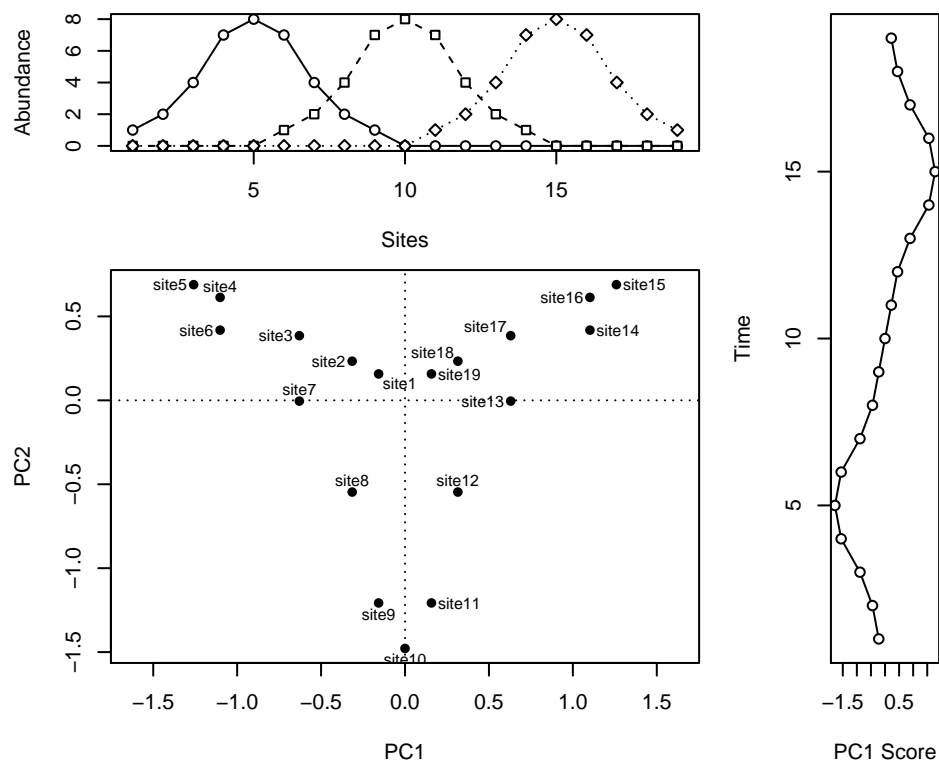 Abundance
8
6
4
2
0
5 10 15
Sites
PC2
0.5
0.0
−0.5
−1.0
−1.5
site5 site4
site6
site3
site2
site1
site7
site8
site9
site10
site11
site12
site13
site19
site18
site17
site16
site15
site14
−1.5 −1.0 −0.5 0.0 0.5 1.0 1.5
PC1
Time
15
10
5
−1.5 0.5
PC1 Score